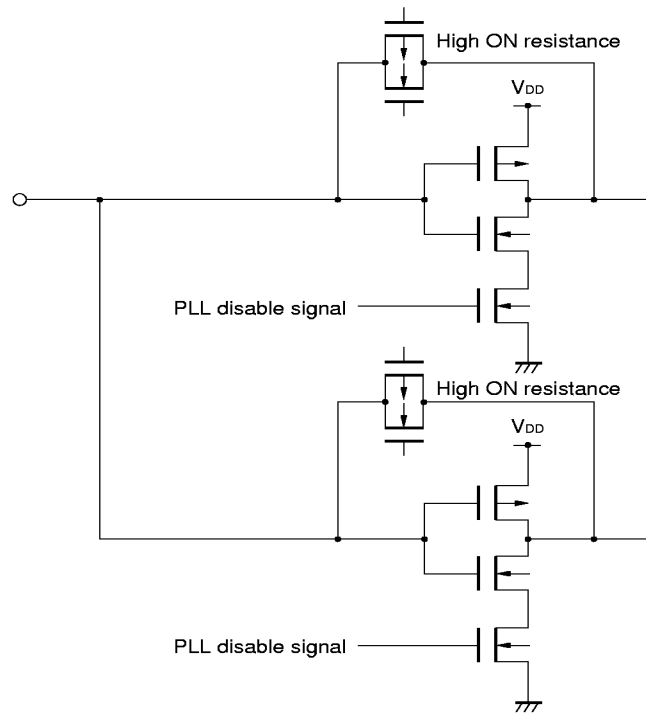 High ON resistance
VDD
PLL disable signal
High ON resistance
VDD
PLL disable signal